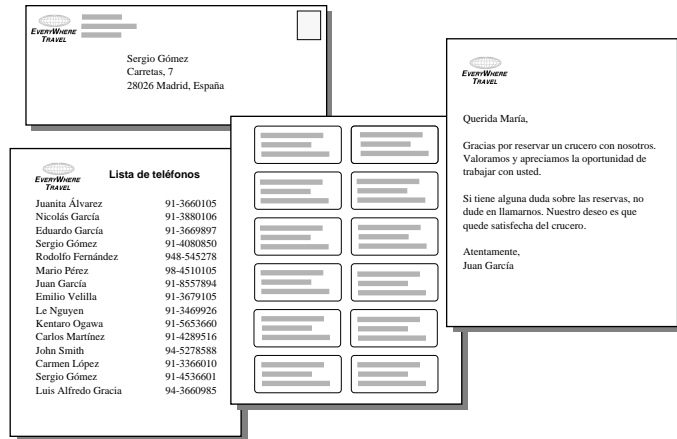 EVERYWHERE
TRAVEL
Sergio Gómez
Carretas, 7
28026 Madrid, España
EVERYWHERE
TRAVEL
Lista de teléfonos
Juanita Álvarez 91-3660105
Nicolás García 91-3880106
Eduardo García 91-3669897
Sergio Gómez 91-4080850
Rodolfo Fernández 948-545278
Mario Pérez 98-4510105
Juan García 91-8557894
Emilio Velilla 91-3679105
Le Nguyen 91-3469926
Kentaro Ogawa 91-5653660
Carlos Martínez 91-4289516
John Smith 94-5278588
Carmen López 91-3366010
Sergio Gómez 91-4536601
Luis Alfredo Gracia 94-3660985
EVERYWHERE
TRAVEL
Querida María,
Gracias por reservar un crucero con nosotros.
Valoramos y apreciamos la oportunidad de
trabajar con usted.
Si tiene alguna duda sobre las reservas, no
dude en llamarnos. Nuestro deseo es que
quede satisfecha del crucero.
Atentamente,
Juan García